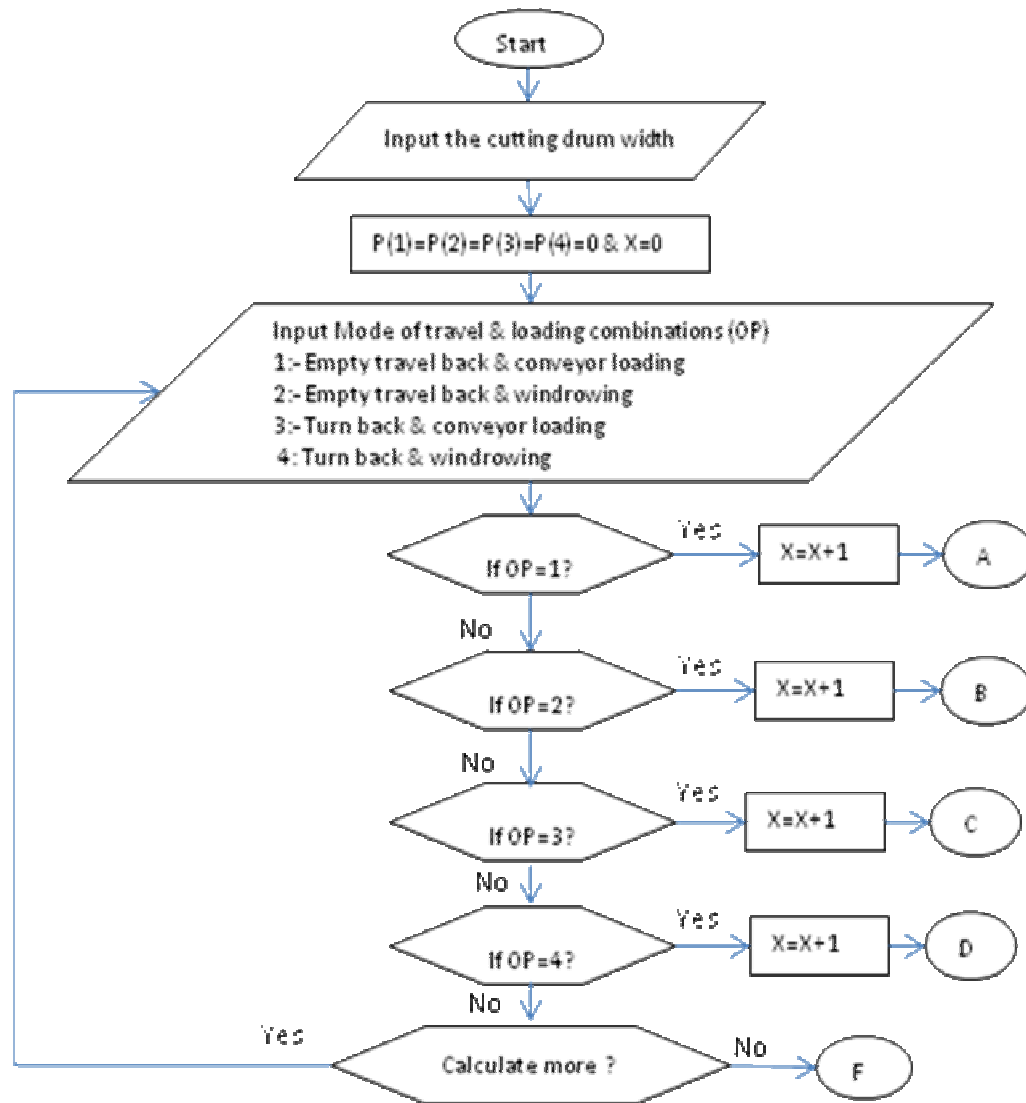 Start
Input the cutting drum width
P(1)=P(2)=P(3)=P(4)=0 & X=0
Input Mode of travel & loading combinations (OP)
1:- Empty travel back & conveyor loading
2:- Empty travel back & windrowing
3:- Turn back & conveyor loading
4: Turn back & windrowing
If OP=1?
Yes
X=X+1
A
No
If OP=2?
Yes
X=X+1
B
No
If OP=3?
Yes
X=X+1
C
No
If OP=4?
Yes
X=X+1
D
No
Yes
Calculate more ?
No
F